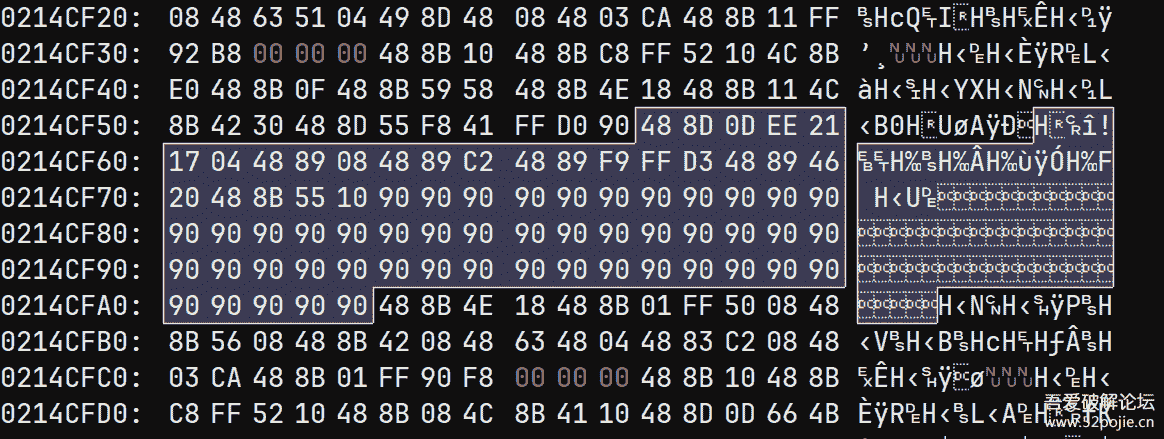 0214CF20: 08 48 63 51 04 49 8D 48 08 48 03 CA 48 8B 11 FF
0214CF30: 92 B8 00 00 00 48 8B 10 48 8B C8 FF 52 10 4C 8B
0214CF40: E0 48 8B 0F 48 8B 59 58 48 8B 4E 18 48 8B 11 4C
0214CF50: 8B 42 30 48 8D 55 F8 41 FF D0 90 48 8D 0D EE 21
0214CF60: 17 04 48 89 08 48 89 C2 48 89 F9 FF D3 48 89 46
0214CF70: 20 48 8B 55 10 90 90 90 90 90 90 90 90 90 90 90
0214CF80: 90 90 90 90 90 90 90 90 90 90 90 90 90 90 90 90
0214CF90: 90 90 90 90 90 90 90 90 90 90 90 90 90 90 90 90
0214CFA0: 90 90 90 90 90 48 8B 4E 18 48 8B 01 FF 50 08 48
0214CFB0: 8B 56 08 48 8B 42 08 48 63 48 04 48 83 C2 08 48
0214CFC0: 03 CA 48 8B 01 FF 90 F8 00 00 00 48 8B 10 48 8B
0214CFD0: C8 FF 52 10 48 8B 08 4C 8B 41 10 48 8D 0D 66 4B
吾爱破解论坛
www.52pojie.cn